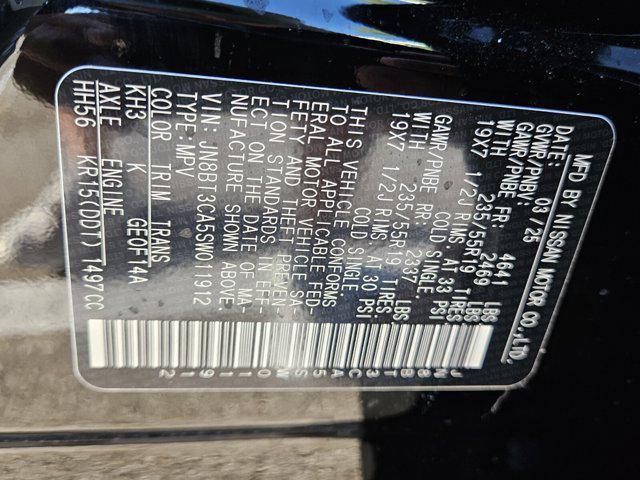 MFD BY NISSAN MOTOR CO.,LTD.
DATE: 03 / 25
GVWR/PNBV: 4641 LBS
GAWR/PNBE FR: 2469 LBS
WITH 235/55R19 TIRES
19X7 1/2J RIMS AT 33 PSI
COLD SINGLE.
GAWR/PNBE RR: 2337 LBS
WITH 235/55R19 TIRES
19X7 1/2J RIMS AT 30 PSI
COLD SINGLE.
THIS VEHICLE CONFORMS
TO ALL APPLICABLE FED-
ERAL MOTOR VEHICLE SA-
FETY AND THEFT PREVEN-
TION STANDARDS IN EFF-
ECT ON THE DATE OF MA-
NUFACTURE SHOWN ABOVE.
VIN: JN8BT3CA5SW011912
TYPE:MPV
COLOR TRIM TRANS
KH3 K GE0F14A
AXLE ENGINE
HH56 KR15(DDT) 1497CC
JN8BT3CA5SW011912